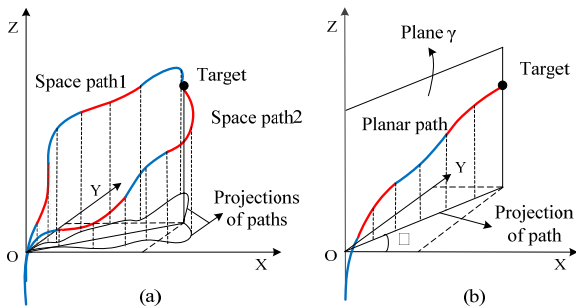 Z
Space path1
Target
Space path2
Y
Projections
of paths
O
X
(a)
Z
Plane γ
Target
Planar path
Y
Projection
of path
O
X
(b)